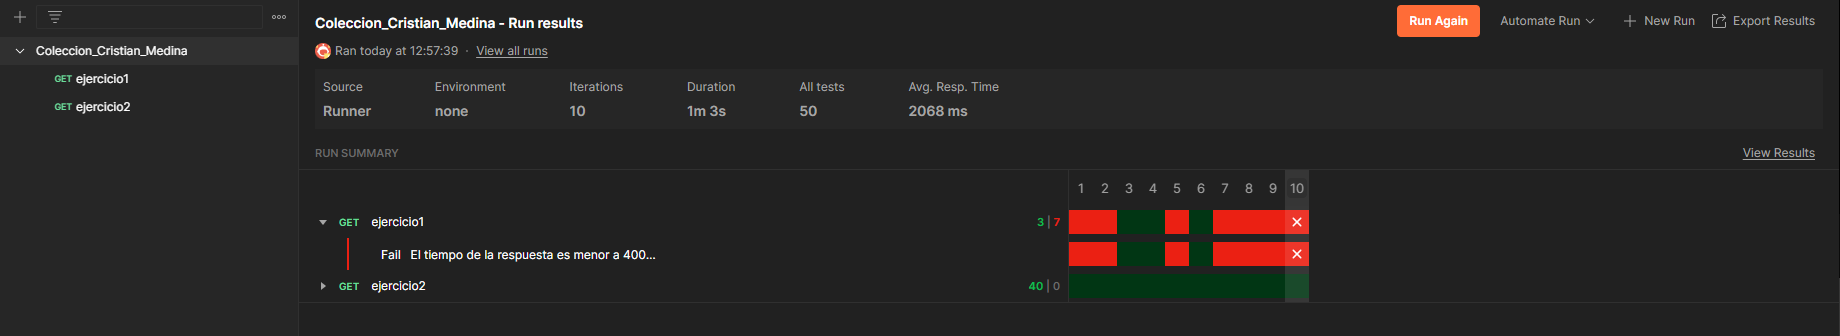 Coleccion_Cristian_Medina
GET ejercicio1
GET ejercicio2
Coleccion_Cristian_Medina - Run results
Run Again
Automate Run
New Run
Export Results
Ran today at 12:57:39 · View all runs
Source Environment Iterations Duration All tests Avg. Resp. Time
Runner none 10 1m 3s 50 2068 ms
RUN SUMMARY
View Results
1 2 3 4 5 6 7 8 9 10
GET ejercicio1 3 | 7
Fail El tiempo de la respuesta es menor a 400...
GET ejercicio2 40 | 0